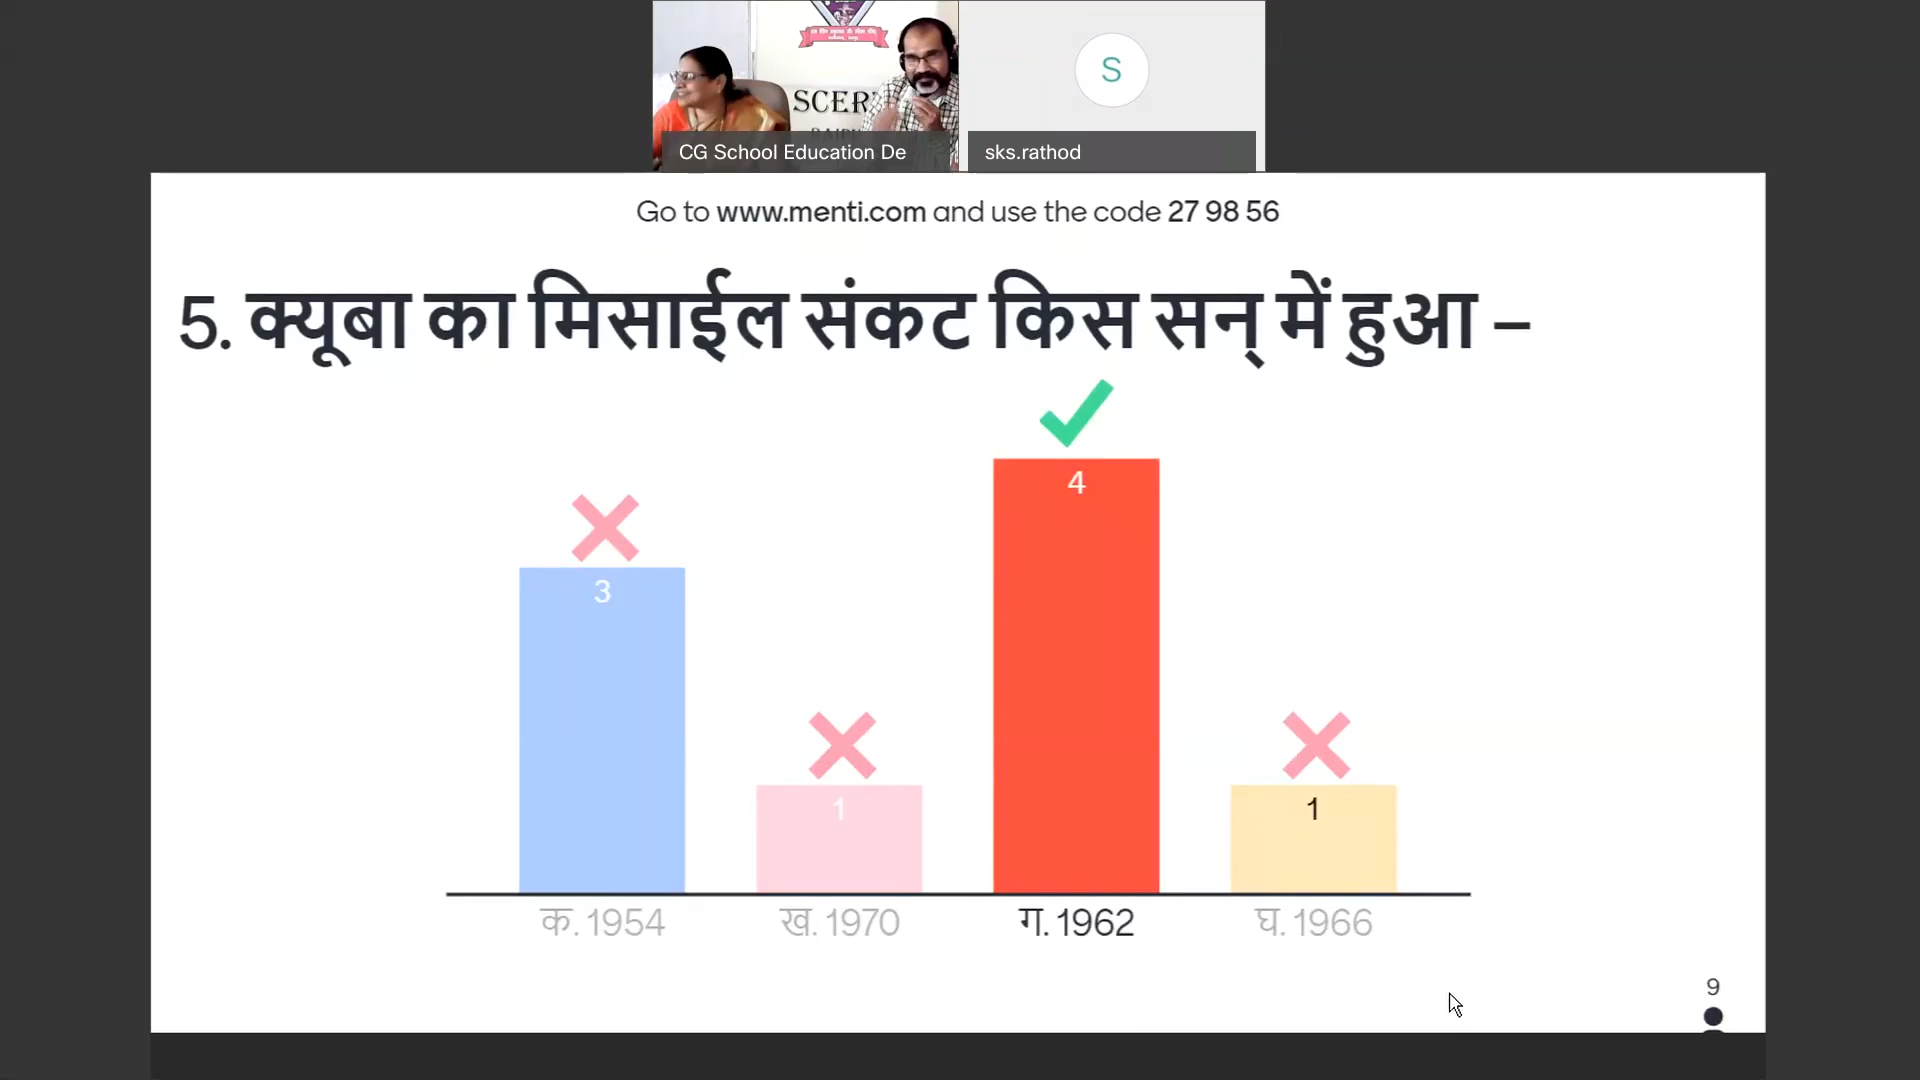 SCER
CG School Education De
S
sks.rathod
Go to www.menti.com and use the code 27 98 56
5. क्यूबा का मिसाईल संकट किस सन् में हुआ –
4
3
1
1
क. 1954
ख. 1970
ग. 1962
घ. 1966
9